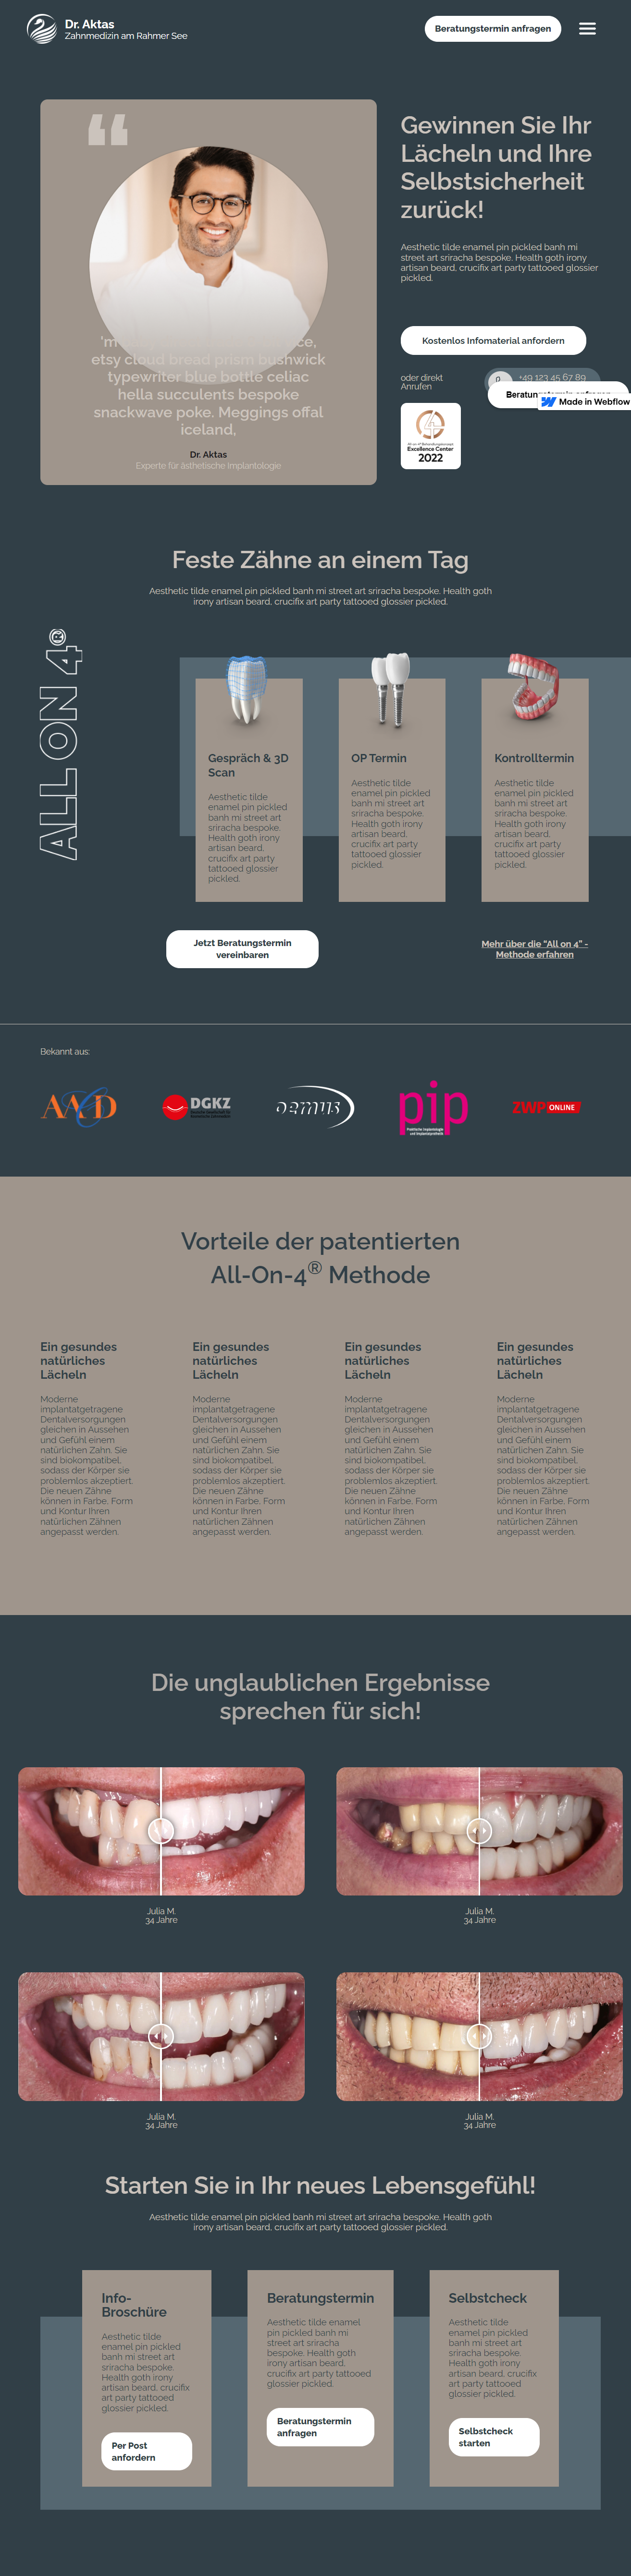 Dr. Aktas
Zahnmedizin am Rahmer See
Beratungstermin anfragen
Gewinnen Sie Ihr
Lächeln und Ihre
Selbstsicherheit
zurück!
Aesthetic tilde enamel pin pickled banh mi
street art sriracha bespoke. Health goth irony
artisan beard, crucifix art party tattooed glossier
pickled.
Kostenlos Infomaterial anfordern
oder direkt
Anrufen
+49 123 45 67 89
Made in Webflow
All-on-4® Behandlungskonzept
Excellence Center
2022
'm
ce,
etsy cloud bread prism bushwick
typewriter blue bottle celiac
hella succulents bespoke
snackwave poke. Meggings offal
iceland,
Dr. Aktas
Experte für ästhetische Implantologie
Feste Zähne an einem Tag
Aesthetic tilde enamel pin pickled banh mi street art sriracha bespoke. Health goth
irony artisan beard, crucifix art party tattooed glossier pickled.
ALL ON 4®
Gespräch & 3D
Scan
Aesthetic tilde
enamel pin pickled
banh mi street art
sriracha bespoke.
Health goth irony
artisan beard,
crucifix art party
tattooed glossier
pickled.
OP Termin
Aesthetic tilde
enamel pin pickled
banh mi street art
sriracha bespoke.
Health goth irony
artisan beard,
crucifix art party
tattooed glossier
pickled.
Kontrolltermin
Aesthetic tilde
enamel pin pickled
banh mi street art
sriracha bespoke.
Health goth irony
artisan beard,
crucifix art party
tattooed glossier
pickled.
Jetzt Beratungstermin
vereinbaren
Mehr über die "All on 4" -
Methode erfahren
Bekannt aus:
DGKZ
oemus
pip
Praktische Implantologie
und Implantatprothetik
ZWP ONLINE
Vorteile der patentierten
All-On-4® Methode
Ein gesundes
natürliches
Lächeln
Moderne
implantatgetragene
Dentalversorgungen
gleichen in Aussehen
und Gefühl einem
natürlichen Zahn. Sie
sind biokompatibel,
sodass der Körper sie
problemlos akzeptiert.
Die neuen Zähne
können in Farbe, Form
und Kontur Ihren
natürlichen Zähnen
angepasst werden.
Ein gesundes
natürliches
Lächeln
Moderne
implantatgetragene
Dentalversorgungen
gleichen in Aussehen
und Gefühl einem
natürlichen Zahn. Sie
sind biokompatibel,
sodass der Körper sie
problemlos akzeptiert.
Die neuen Zähne
können in Farbe, Form
und Kontur Ihren
natürlichen Zähnen
angepasst werden.
Ein gesundes
natürliches
Lächeln
Moderne
implantatgetragene
Dentalversorgungen
gleichen in Aussehen
und Gefühl einem
natürlichen Zahn. Sie
sind biokompatibel,
sodass der Körper sie
problemlos akzeptiert.
Die neuen Zähne
können in Farbe, Form
und Kontur Ihren
natürlichen Zähnen
angepasst werden.
Ein gesundes
natürliches
Lächeln
Moderne
implantatgetragene
Dentalversorgungen
gleichen in Aussehen
und Gefühl einem
natürlichen Zahn. Sie
sind biokompatibel,
sodass der Körper sie
problemlos akzeptiert.
Die neuen Zähne
können in Farbe, Form
und Kontur Ihren
natürlichen Zähnen
angepasst werden.
Die unglaublichen Ergebnisse
sprechen für sich!
Julia M.
34 Jahre
Julia M.
34 Jahre
Julia M.
34 Jahre
Julia M.
34 Jahre
Starten Sie in Ihr neues Lebensgefühl!
Aesthetic tilde enamel pin pickled banh mi street art sriracha bespoke. Health goth
irony artisan beard, crucifix art party tattooed glossier pickled.
Info-
Broschüre
Aesthetic tilde
enamel pin pickled
banh mi street art
sriracha bespoke.
Health goth irony
artisan beard, crucifix
art party tattooed
glossier pickled.
Per Post
anfordern
Beratungstermin
Aesthetic tilde enamel
pin pickled banh mi
street art sriracha
bespoke. Health goth
irony artisan beard,
crucifix art party tattooed
glossier pickled.
Beratungstermin
anfragen
Selbstcheck
Aesthetic tilde
enamel pin pickled
banh mi street art
sriracha bespoke.
Health goth irony
artisan beard, crucifix
art party tattooed
glossier pickled.
Selbstcheck
starten